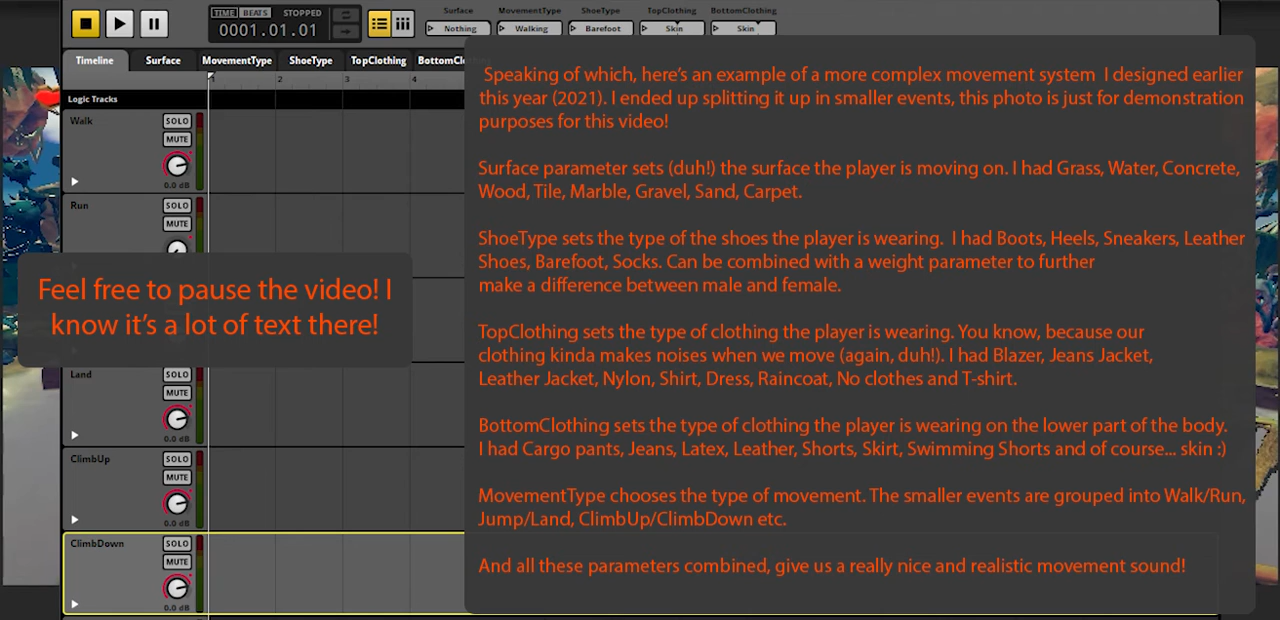 TIME BEATS STOPPED
0001.01.01
Surface
Nothing
MovementType
Walking
ShoeType
Barefoot
TopClothing
Skin
BottomClothing
Skin
Timeline Surface MovementType ShoeType TopClothing
1 2 3 4
Logic Tracks
Walk SOLO
MUTE
0.0 dB
Run SOLO
MUTE
Feel free to pause the video! I
know it's a lot of text there!
Land SOLO
MUTE
0.0 dB
ClimbUp SOLO
MUTE
0.0 dB
ClimbDown SOLO
MUTE
0.0 dB
Speaking of which, here's an example of a more complex movement system I designed earlier
this year (2021). I ended up splitting it up in smaller events, this photo is just for demonstration
purposes for this video!
Surface parameter sets (duh!) the surface the player is moving on. I had Grass, Water, Concrete,
Wood, Tile, Marble, Gravel, Sand, Carpet.
ShoeType sets the type of the shoes the player is wearing. I had Boots, Heels, Sneakers, Leather
Shoes, Barefoot, Socks. Can be combined with a weight parameter to further
make a difference between male and female.
TopClothing sets the type of clothing the player is wearing. You know, because our
clothing kinda makes noises when we move (again, duh!). I had Blazer, Jeans Jacket,
Leather Jacket, Nylon, Shirt, Dress, Raincoat, No clothes and T-shirt.
BottomClothing sets the type of clothing the player is wearing on the lower part of the body.
I had Cargo pants, Jeans, Latex, Leather, Shorts, Skirt, Swimming Shorts and of course... skin :)
MovementType chooses the type of movement. The smaller events are grouped into Walk/Run,
Jump/Land, ClimbUp/ClimbDown etc.
And all these parameters combined, give us a really nice and realistic movement sound!